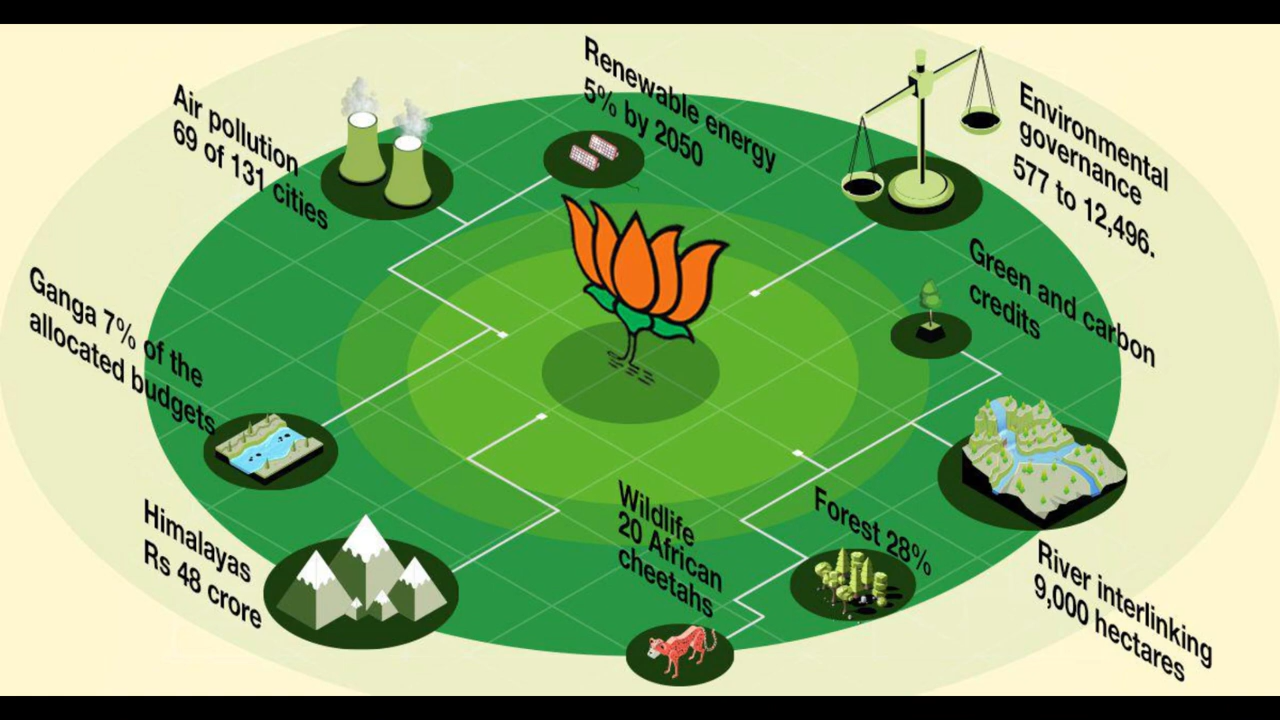 Air pollution
69 of 131 cities
Renewable energy
5% by 2050
Environmental
governance
577 to 12,496.
Green and carbon
credits
Ganga 7% of the
allocated budgets
Himalayas
Rs 48 crore
Wildlife
20 African
cheetahs
Forest 28%
River interlinking
9,000 hectares